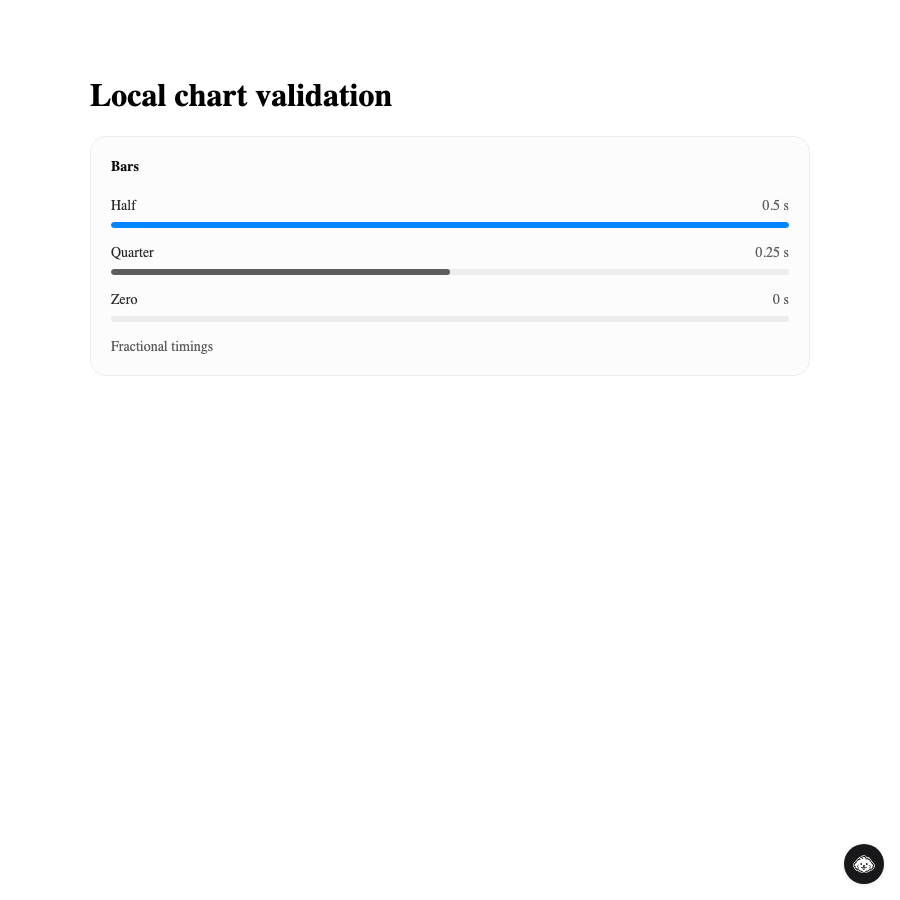 Local chart validation
Bars
Half 0.5 s
Quarter 0.25 s
Zero 0 s
Fractional timings